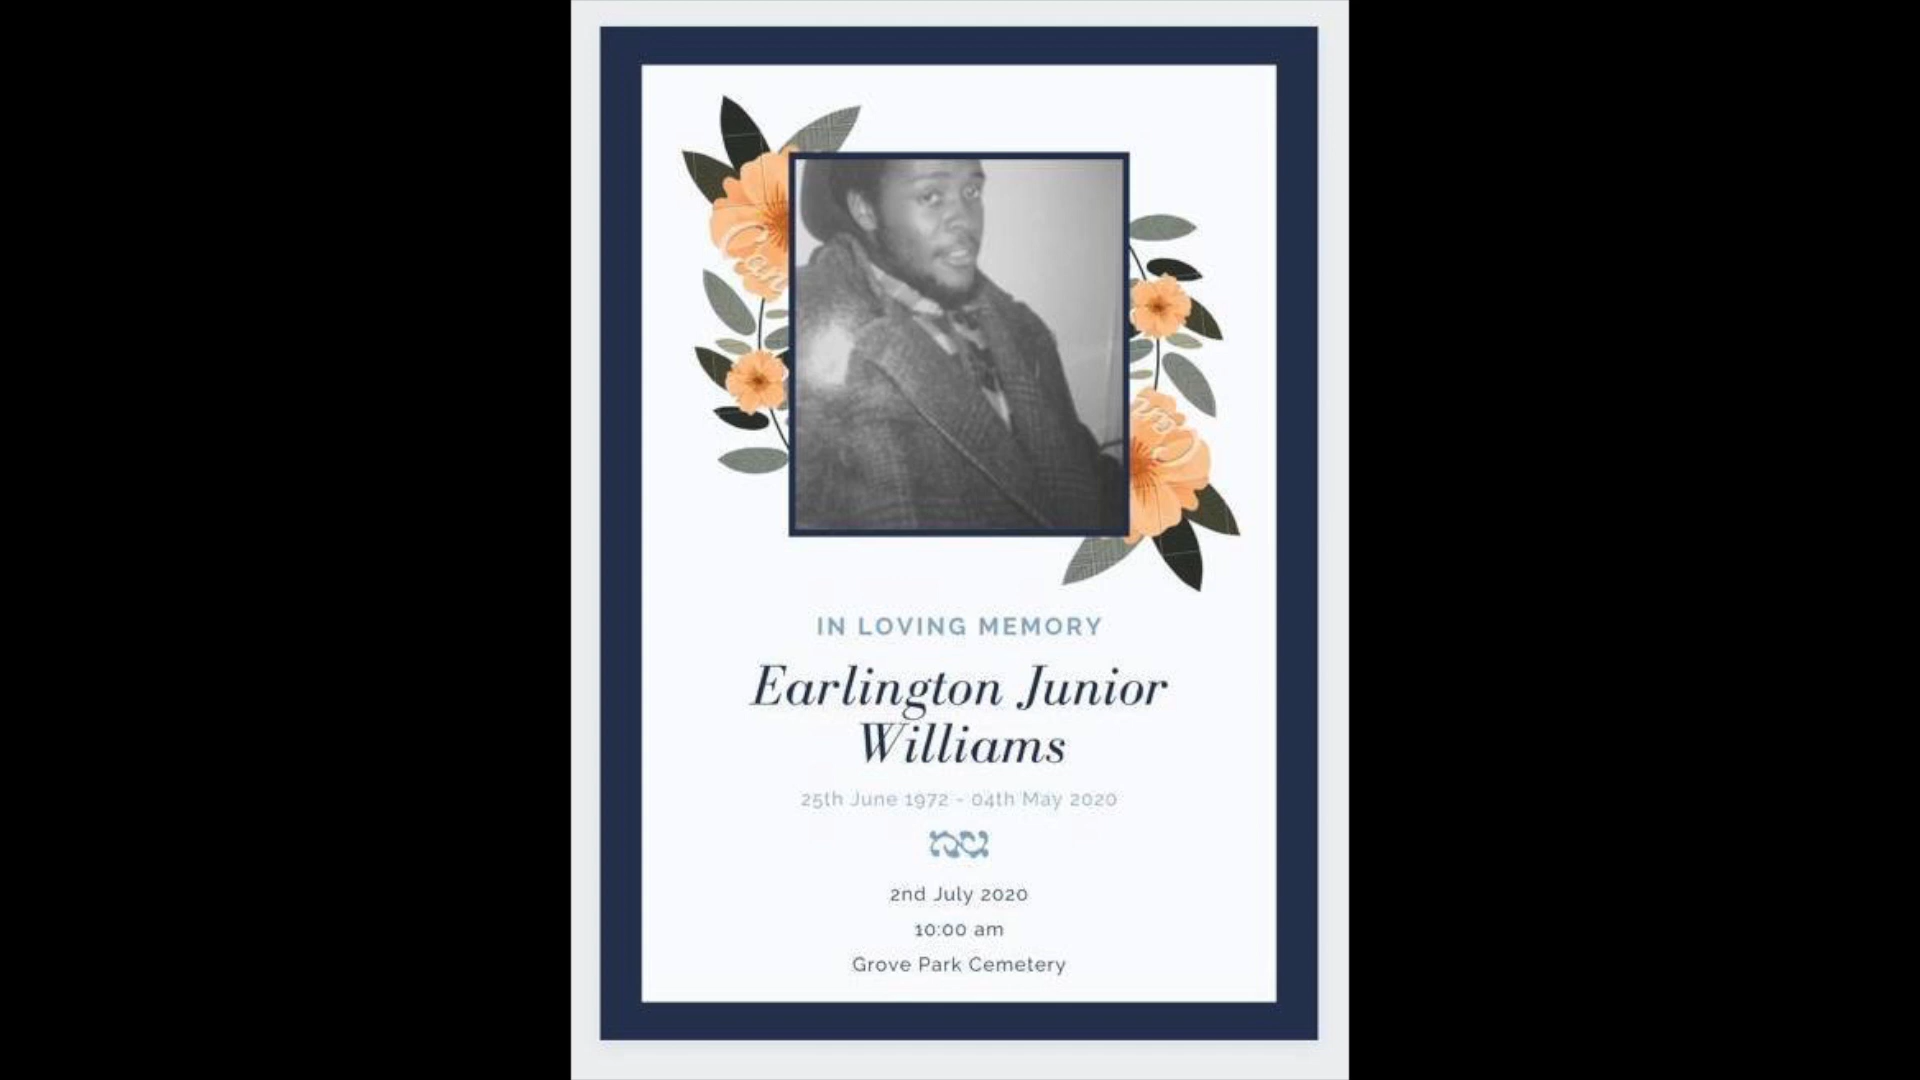 IN LOVING MEMORY
Earlington Junior
Williams
25th June 1972 - 04th May 2020
2nd July 2020
10:00 am
Grove Park Cemetery